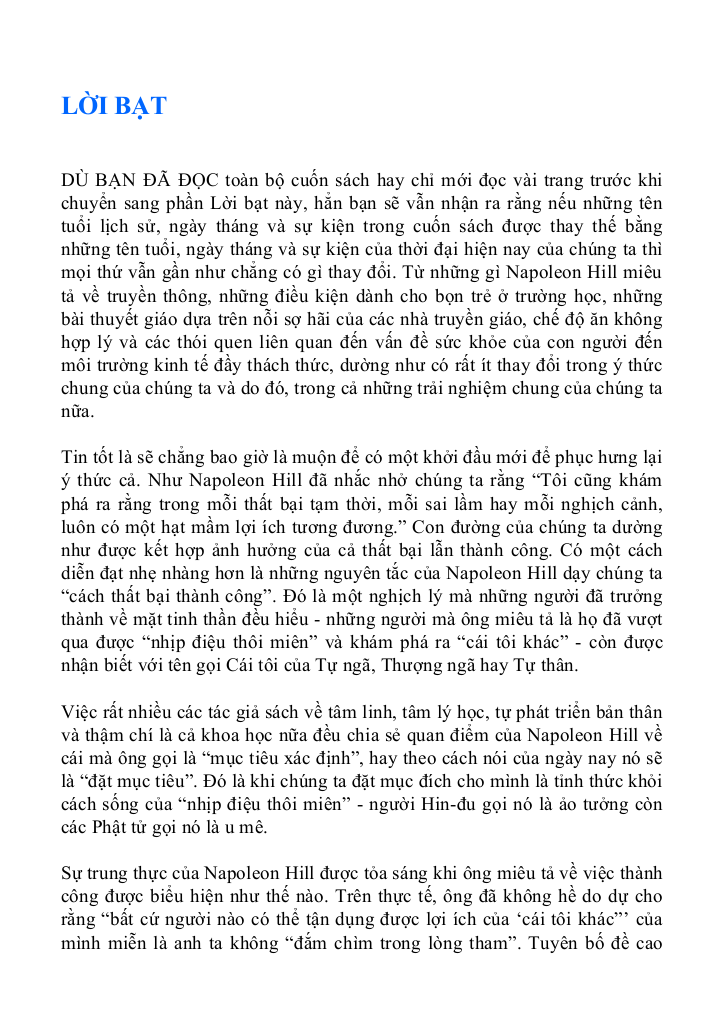 LỜI BẠT
DÙ BẠN ĐÃ ĐỌC toàn bộ cuốn sách hay chỉ mới đọc vài trang trước khi
chuyển sang phần Lời bạt này, hẳn bạn sẽ vẫn nhận ra rằng nếu những tên
tuổi lịch sử, ngày tháng và sự kiện trong cuốn sách được thay thế bằng
những tên tuổi, ngày tháng và sự kiện của thời đại hiện nay của chúng ta thì
mọi thứ vẫn gần như chẳng có gì thay đổi. Từ những gì Napoleon Hill miêu
tả về truyền thông, những điều kiện dành cho bọn trẻ ở trường học, những
bài thuyết giáo dựa trên nỗi sợ hãi của các nhà truyền giáo, chế độ ăn không
hợp lý và các thói quen liên quan đến vấn đề sức khỏe của con người đến
môi trường kinh tế đầy thách thức, dường như có rất ít thay đổi trong ý thức
chung của chúng ta và do đó, trong cả những trải nghiệm chung của chúng ta
nữa.
Tin tốt là sẽ chẳng bao giờ là muộn để có một khởi đầu mới để phục hưng lại
ý thức cả. Như Napoleon Hill đã nhắc nhở chúng ta rằng “Tôi cũng khám
phá ra rằng trong mỗi thất bại tạm thời, mỗi sai lầm hay mỗi nghịch cảnh,
luôn có một hạt mầm lợi ích tương đương.” Con đường của chúng ta dường
như được kết hợp ảnh hưởng của cả thất bại lẫn thành công. Có một cách
diễn đạt nhẹ nhàng hơn là những nguyên tắc của Napoleon Hill dạy chúng ta
“cách thất bại thành công”. Đó là một nghịch lý mà những người đã trưởng
thành về mặt tinh thần đều hiểu - những người mà ông miêu tả là họ đã vượt
qua được “nhịp điệu thôi miên” và khám phá ra “cái tôi khác” - còn được
nhận biết với tên gọi Cái tôi của Tự ngã, Thượng ngã hay Tự thân.
Việc rất nhiều các tác giả sách về tâm linh, tâm lý học, tự phát triển bản thân
và thậm chí là cả khoa học nữa đều chia sẻ quan điểm của Napoleon Hill về
cái mà ông gọi là “mục tiêu xác định”, hay theo cách nói của ngày nay nó sẽ
là “đặt mục tiêu”. Đó là khi chúng ta đặt mục đích cho mình là tỉnh thức khỏi
cách sống của “nhịp điệu thôi miên” - người Hin-đu gọi nó là ảo tưởng còn
các Phật tử gọi nó là u mê.
Sự trung thực của Napoleon Hill được tỏa sáng khi ông miêu tả về việc thành
công được biểu hiện như thế nào. Trên thực tế, ông đã không hề do dự cho
rằng “bất cứ người nào có thể tận dụng được lợi ích của ‘cái tôi khác”’ của
mình miễn là anh ta không “đắm chìm trong lòng tham”. Tuyên bố đề cao